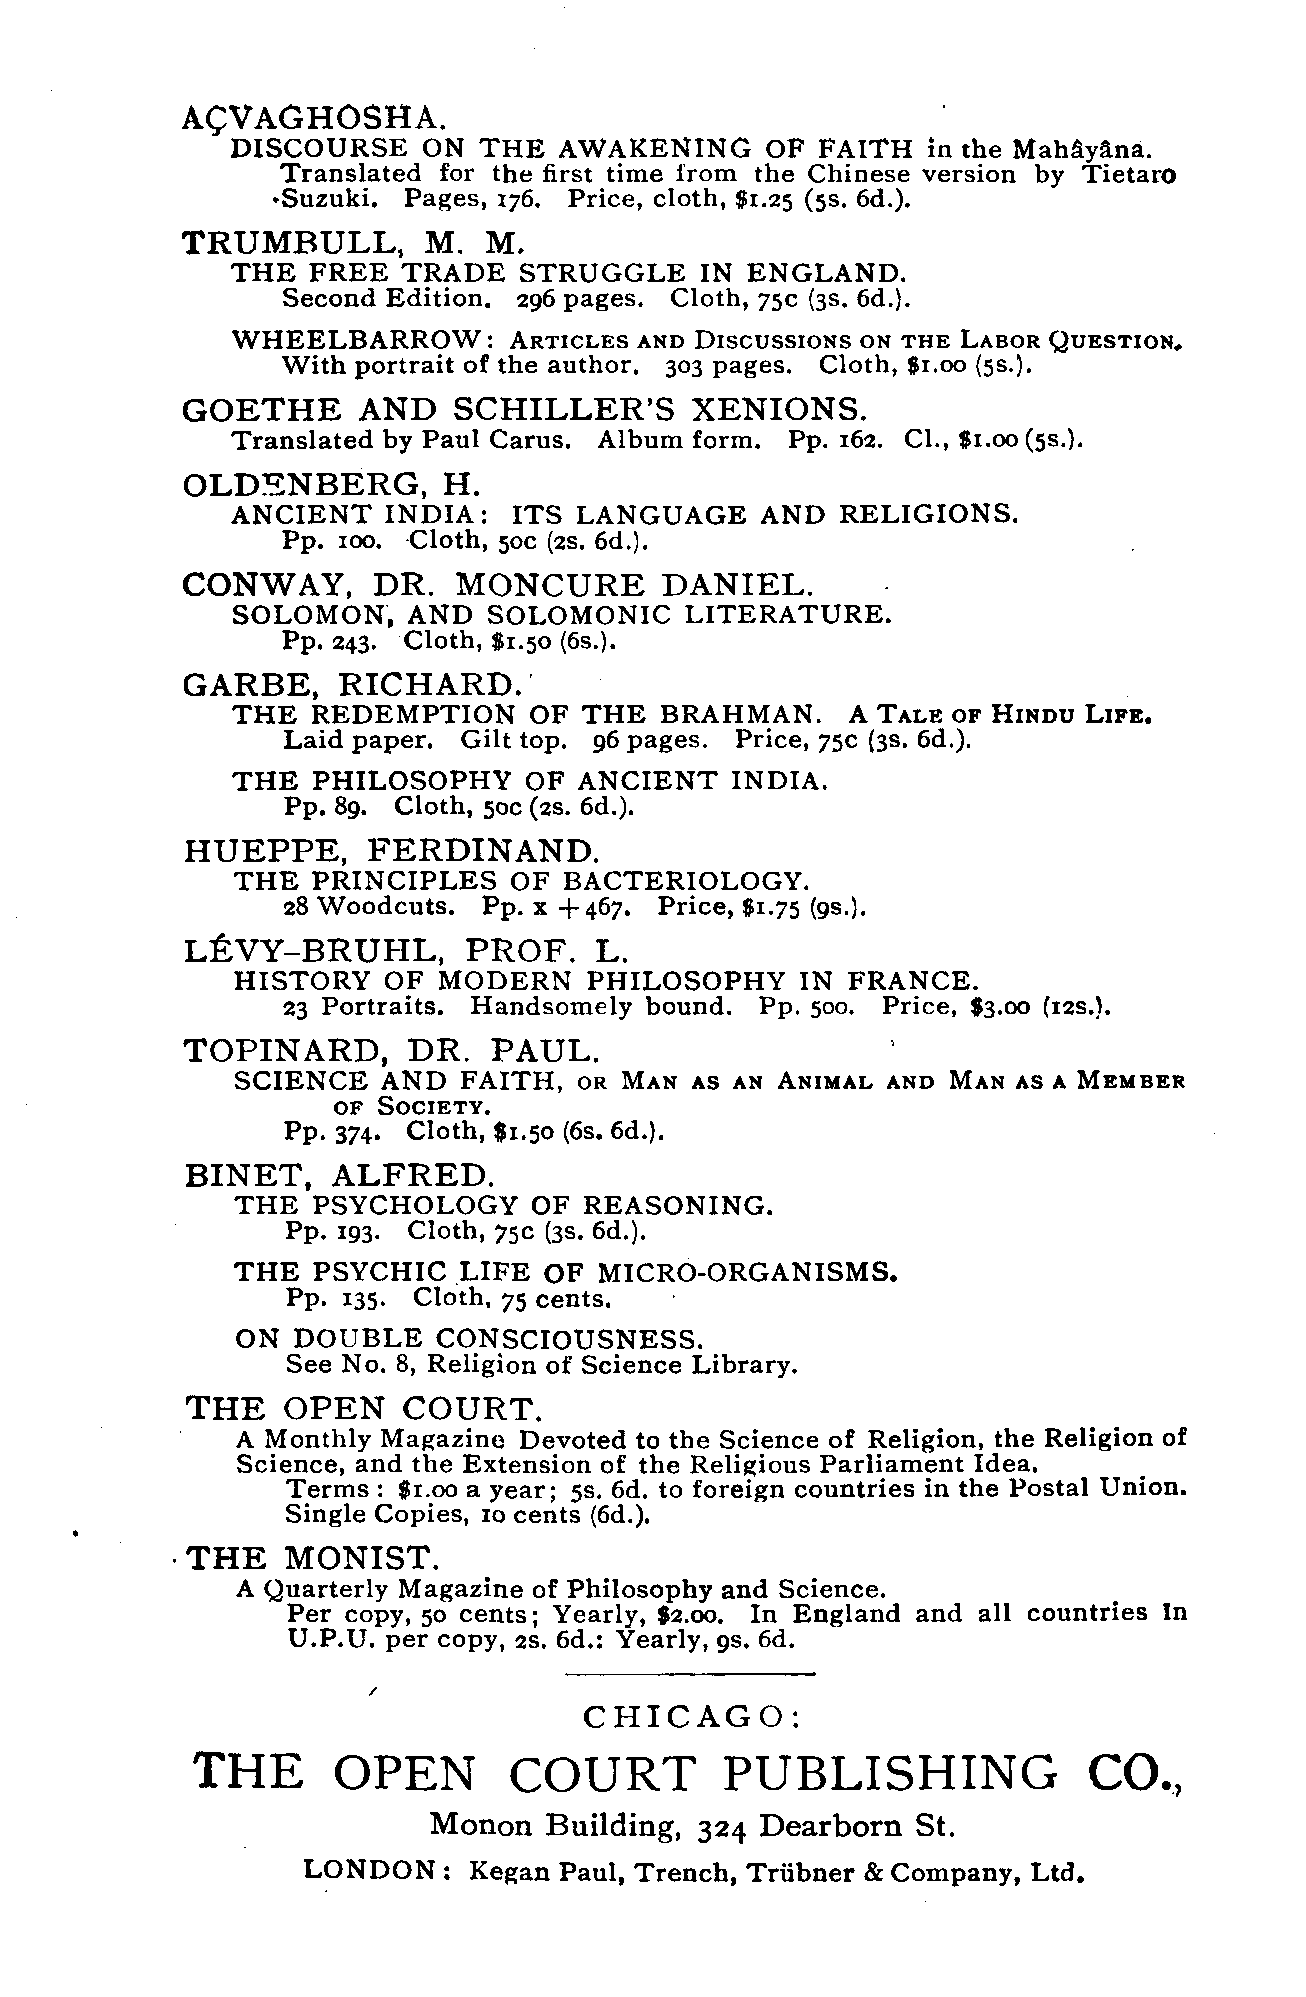 AÇVAGHOSHA.
DISCOURSE ON THE AWAKENING OF FAITH in the Mahâyâna.
Translated for the first time from the Chinese version by Tietaro
Suzuki. Pages, 176. Price, cloth, $1.25 (5s. 6d.).
TRUMBULL, M. M.
THE FREE TRADE STRUGGLE IN ENGLAND.
Second Edition. 296 pages. Cloth, 75c (3s. 6d.).
WHEELBARROW: ARTICLES AND DISCUSSIONS ON THE LABOR QUESTION.
With portrait of the author. 303 pages. Cloth, $1.00 (5s.).
GOETHE AND SCHILLER'S XENIONS.
Translated by Paul Carus. Album form. Pp. 162. Cl., $1.00 (5s.).
OLDENBERG, H.
ANCIENT INDIA: ITS LANGUAGE AND RELIGIONS.
Pp. 100. Cloth, 50c (2s. 6d.).
CONWAY, DR. MONCURE DANIEL.
SOLOMON, AND SOLOMONIC LITERATURE.
Pp. 243. Cloth, $1.50 (6s.).
GARBE, RICHARD.
THE REDEMPTION OF THE BRAHMAN. A TALE OF HINDU LIFE.
Laid paper. Gilt top. 96 pages. Price, 75c (3s. 6d.).
THE PHILOSOPHY OF ANCIENT INDIA.
Pp. 89. Cloth, 50c (2s. 6d.).
HUEPPE, FERDINAND.
THE PRINCIPLES OF BACTERIOLOGY.
28 Woodcuts. Pp. x + 467. Price, $1.75 (9s.).
LÉVY-BRUHL, PROF. L.
HISTORY OF MODERN PHILOSOPHY IN FRANCE.
23 Portraits. Handsomely bound. Pp. 500. Price, $3.00 (12s.).
TOPINARD, DR. PAUL.
SCIENCE AND FAITH, OR MAN AS AN ANIMAL AND MAN AS A MEMBER
OF SOCIETY.
Pp. 374. Cloth, $1.50 (6s. 6d.).
BINET, ALFRED.
THE PSYCHOLOGY OF REASONING.
Pp. 193. Cloth, 75c (3s. 6d.).
THE PSYCHIC LIFE OF MICRO-ORGANISMS.
Pp. 135. Cloth, 75 cents.
ON DOUBLE CONSCIOUSNESS.
See No. 8, Religion of Science Library.
THE OPEN COURT.
A Monthly Magazine Devoted to the Science of Religion, the Religion of
Science, and the Extension of the Religious Parliament Idea.
Terms: $1.00 a year; 5s. 6d. to foreign countries in the Postal Union.
Single Copies, 10 cents (6d.).
THE MONIST.
A Quarterly Magazine of Philosophy and Science.
Per copy, 50 cents; Yearly, $2.00. In England and all countries in
U.P.U. per copy, 2s. 6d.: Yearly, 9s. 6d.
CHICAGO:
THE OPEN COURT PUBLISHING CO.,
Monon Building, 324 Dearborn St.
LONDON: Kegan Paul, Trench, Trübner & Company, Ltd.